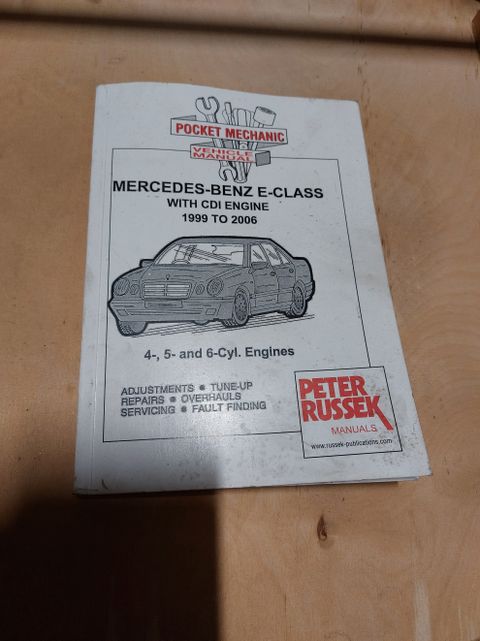 POCKET MECHANIC
VEHICLE
MANUAL
MERCEDES-BENZ E-CLASS
WITH CDI ENGINE
1999 TO 2006
4-, 5- and 6-Cyl. Engines
ADJUSTMENTS ● TUNE-UP
REPAIRS ● OVERHAULS
SERVICING ● FAULT FINDING
PETER
RUSSEK
MANUALS
www.russek-publications.com